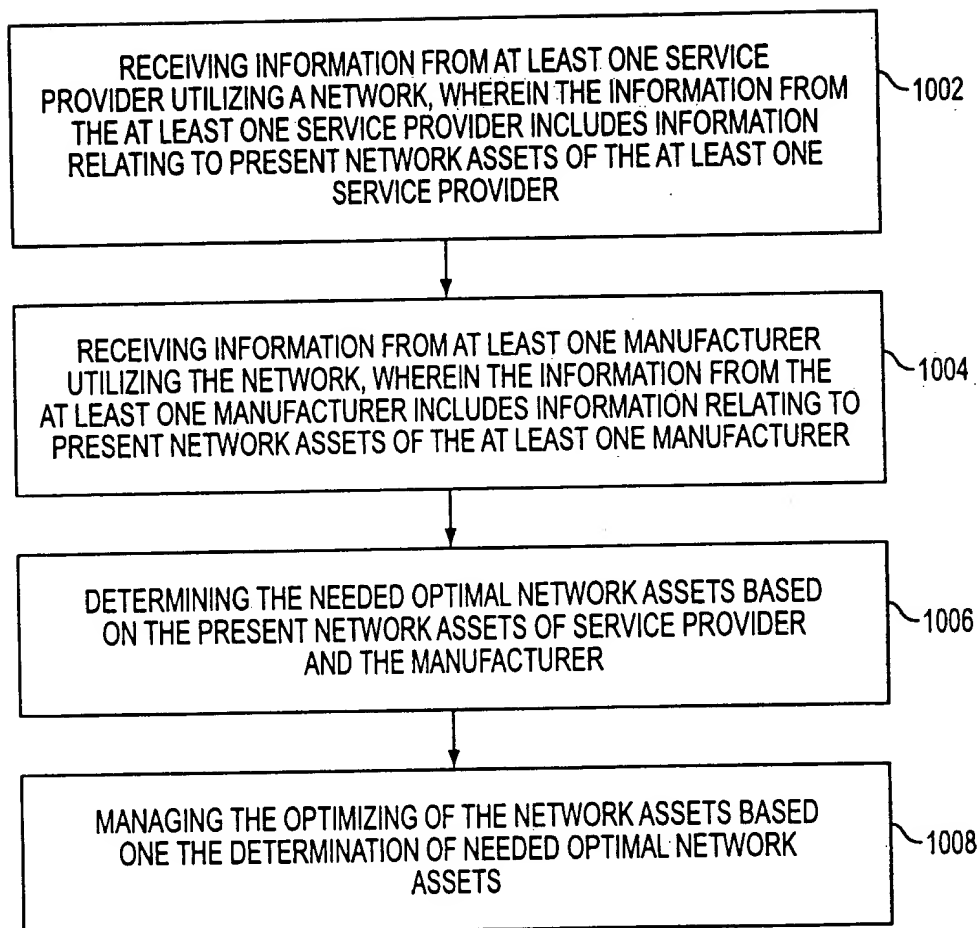 RECEIVING INFORMATION FROM AT LEAST ONE SERVICE
PROVIDER UTILIZING A NETWORK, WHEREIN THE INFORMATION FROM
THE AT LEAST ONE SERVICE PROVIDER INCLUDES INFORMATION
RELATING TO PRESENT NETWORK ASSETS OF THE AT LEAST ONE
SERVICE PROVIDER
1002
RECEIVING INFORMATION FROM AT LEAST ONE MANUFACTURER
UTILIZING THE NETWORK, WHEREIN THE INFORMATION FROM THE
AT LEAST ONE MANUFACTURER INCLUDES INFORMATION RELATING TO
PRESENT NETWORK ASSETS OF THE AT LEAST ONE MANUFACTURER
1004
DETERMINING THE NEEDED OPTIMAL NETWORK ASSETS BASED
ON THE PRESENT NETWORK ASSETS OF SERVICE PROVIDER
AND THE MANUFACTURER
1006
MANAGING THE OPTIMIZING OF THE NETWORK ASSETS BASED
ONE THE DETERMINATION OF NEEDED OPTIMAL NETWORK
ASSETS
1008